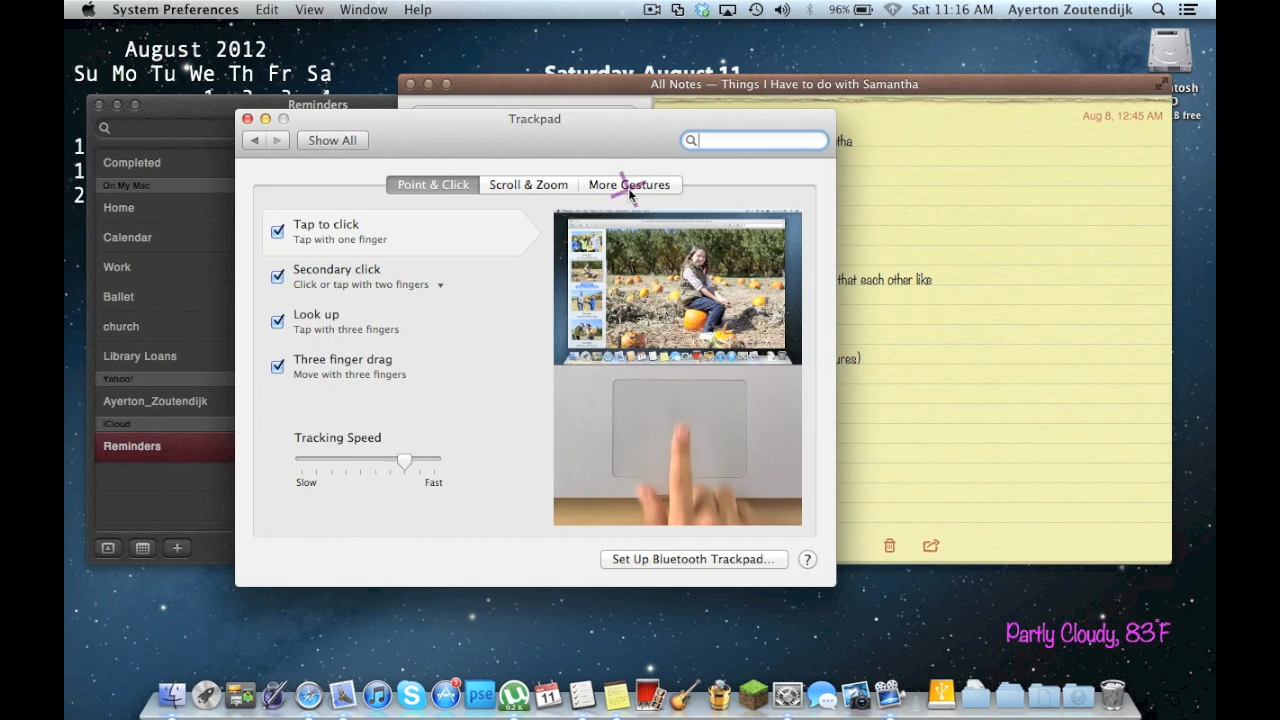 System Preferences Edit View Window Help
96% Sat 11:16 AM Ayerton Zoutendijk
August 2012
Su Mo Tu We Th Fr Sa
Saturday, August 11
All Notes — Things I Have to do with Samantha
Reminders
Aug 8, 12:45 AM
Trackpad
Show All
Completed
On My Mac
Home
Calendar
Work
Ballet
church
Library Loans
Yahoo!
Ayerton_Zoutendijk
iCloud
Reminders
Point & Click Scroll & Zoom More Gestures
Tap to click
Tap with one finger
Secondary click
Click or tap with two fingers
Look up
Tap with three fingers
Three finger drag
Move with three fingers
Tracking Speed
Slow Fast
Set Up Bluetooth Trackpad... ?
that each other like
Partly Cloudy, 83°F
pse
11